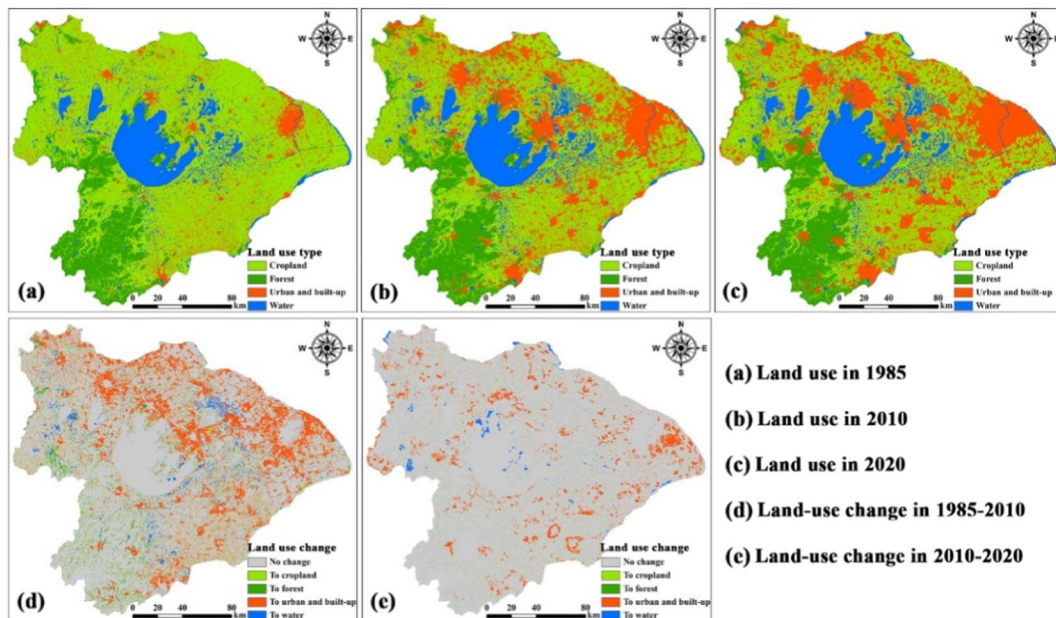 N
W E
S
Land use type
Cropland
Forest
Urban and built-up
Water
(a)
0 20 40 80
km
N
W E
S
Land use type
Cropland
Forest
Urban and built-up
Water
(b)
0 20 40 80
km
N
W E
S
Land use type
Cropland
Forest
Urban and built-up
Water
(c)
0 20 40 80
km
N
W E
S
Land use change
No change
To cropland
To forest
To urban and built-up
To water
(d)
0 20 40 80
km
N
W E
S
Land use change
No change
To cropland
To forest
To urban and built-up
To water
(e)
0 20 40 80
km
(a) Land use in 1985
(b) Land use in 2010
(c) Land use in 2020
(d) Land-use change in 1985-2010
(e) Land-use change in 2010-2020